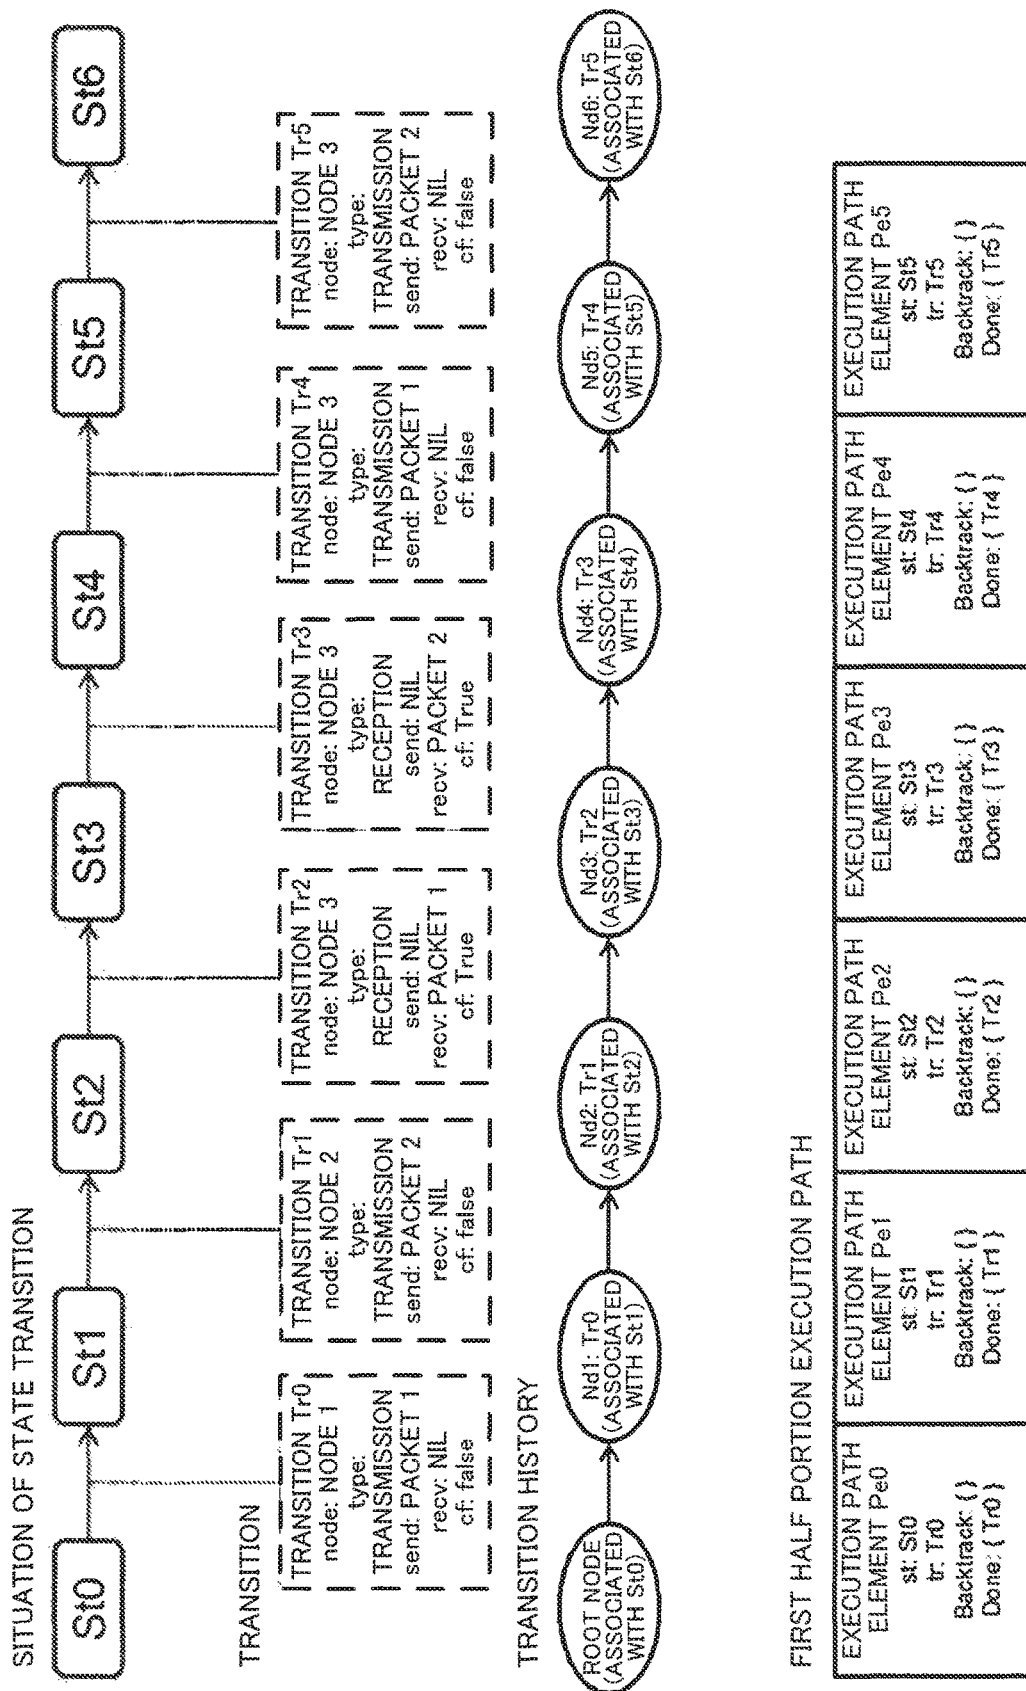 SITUATION OF STATE TRANSITION
St0
St1
St2
St3
St4
St5
St6
TRANSITION
TRANSITION Tr0
node: NODE 1
type:
TRANSMISSION
send: PACKET 1
recv: NIL
cf: false
TRANSITION Tr1
node: NODE 2
type:
TRANSMISSION
send: PACKET 2
recv: NIL
cf: false
TRANSITION Tr2
node: NODE 3
type:
RECEPTION
send: NIL
recv: PACKET 1
cf: True
TRANSITION Tr3
node: NODE 3
type:
RECEPTION
send: NIL
recv: PACKET 2
cf: True
TRANSITION Tr4
node: NODE 3
type:
TRANSMISSION
send: PACKET 1
recv: NIL
cf: false
TRANSITION Tr5
node: NODE 3
type:
TRANSMISSION
send: PACKET 2
recv: NIL
cf: false
TRANSITION HISTORY
ROOT NODE
(ASSOCIATED
WITH St0)
Nd1: Tr0
(ASSOCIATED
WITH St1)
Nd2: Tr1
(ASSOCIATED
WITH St2)
Nd3: Tr2
(ASSOCIATED
WITH St3)
Nd4: Tr3
(ASSOCIATED
WITH St4)
Nd5: Tr4
(ASSOCIATED
WITH St5)
Nd6: Tr5
(ASSOCIATED
WITH St6)
FIRST HALF PORTION EXECUTION PATH
EXECUTION PATH
ELEMENT Pe0
st: St0
tr: Tr0
Backtrack: { }
Done: { Tr0 }
EXECUTION PATH
ELEMENT Pe1
st: St1
tr: Tr1
Backtrack: { }
Done: { Tr1 }
EXECUTION PATH
ELEMENT Pe2
st: St2
tr: Tr2
Backtrack: { }
Done: { Tr2 }
EXECUTION PATH
ELEMENT Pe3
st: St3
tr: Tr3
Backtrack: { }
Done: { Tr3 }
EXECUTION PATH
ELEMENT Pe4
st: St4
tr: Tr4
Backtrack: { }
Done: { Tr4 }
EXECUTION PATH
ELEMENT Pe5
st: St5
tr: Tr5
Backtrack: { }
Done: { Tr5 }